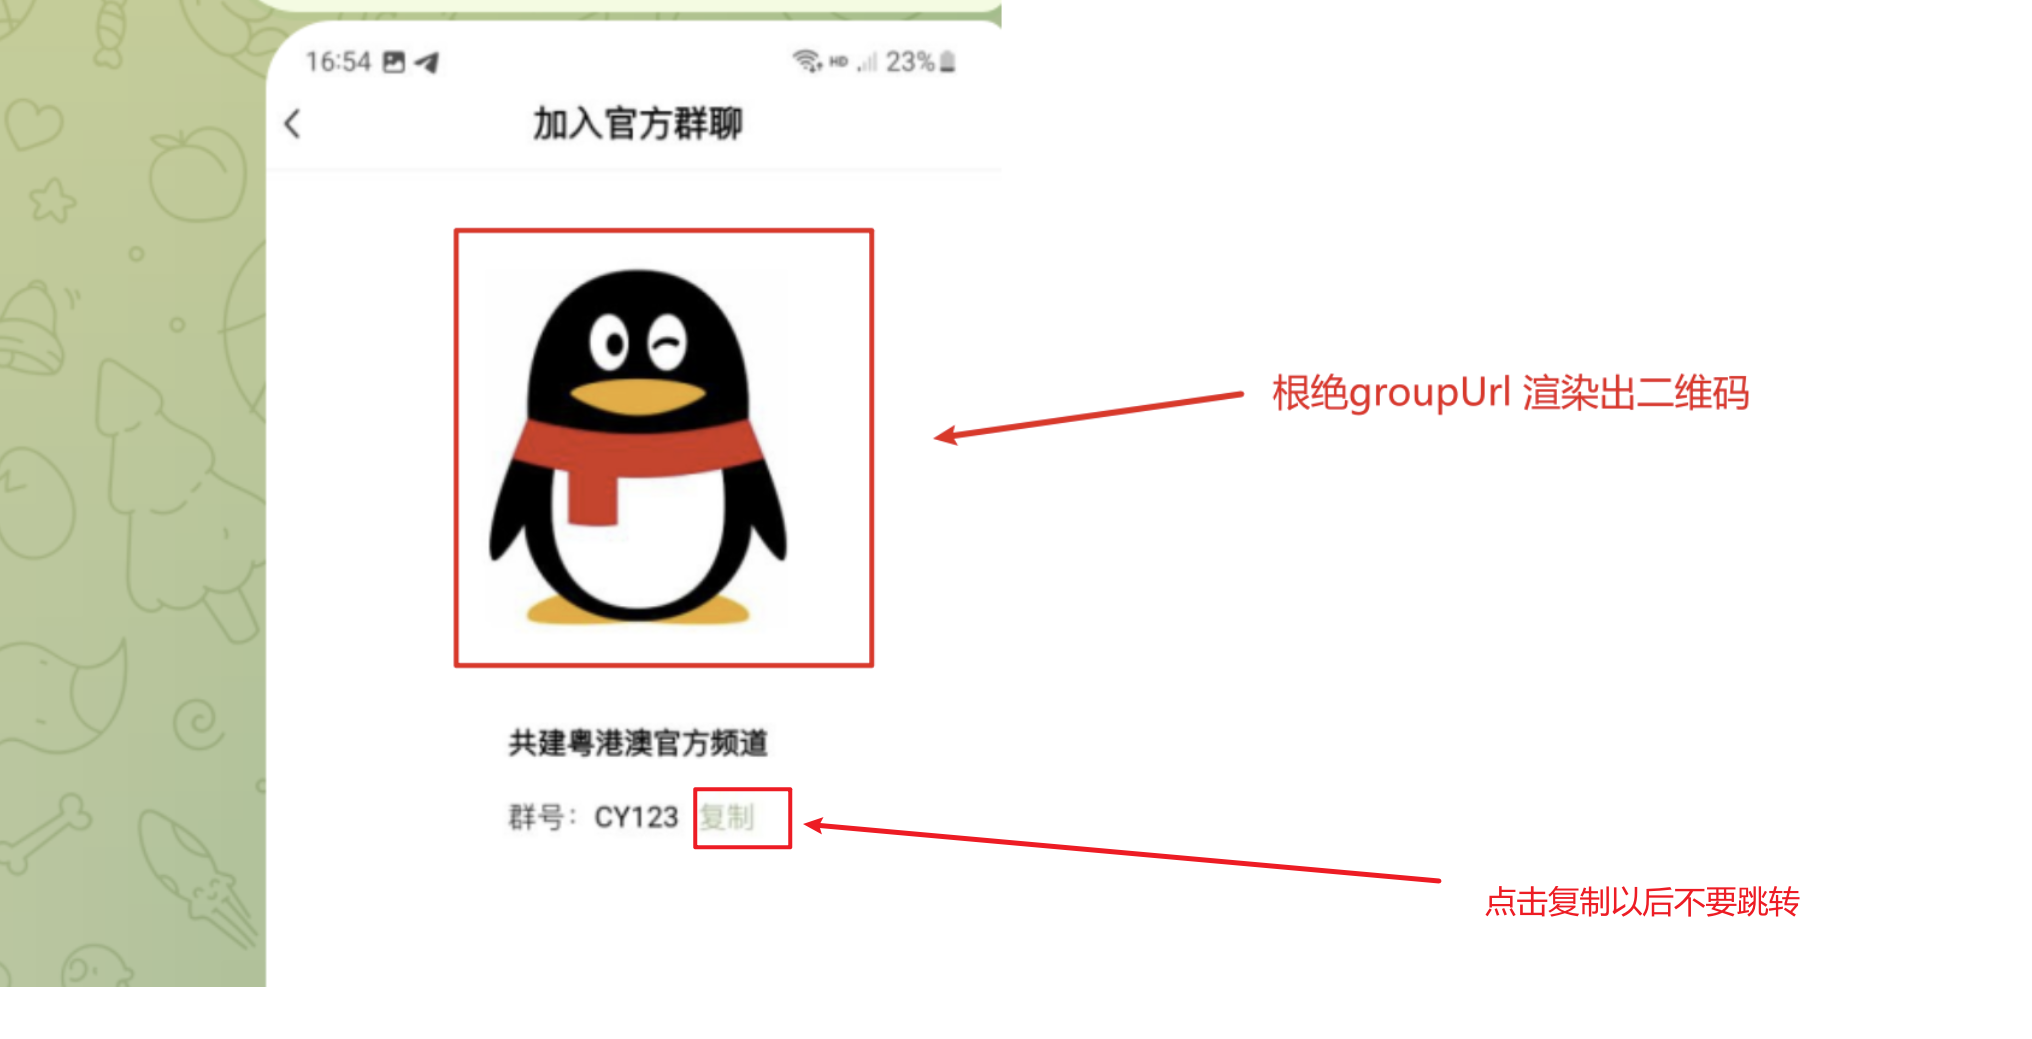 16:54 HD 23%
加入官方群聊
根绝groupUrl 渲染出二维码
共建粤港澳官方频道
群号：CY123 复制
点击复制以后不要跳转